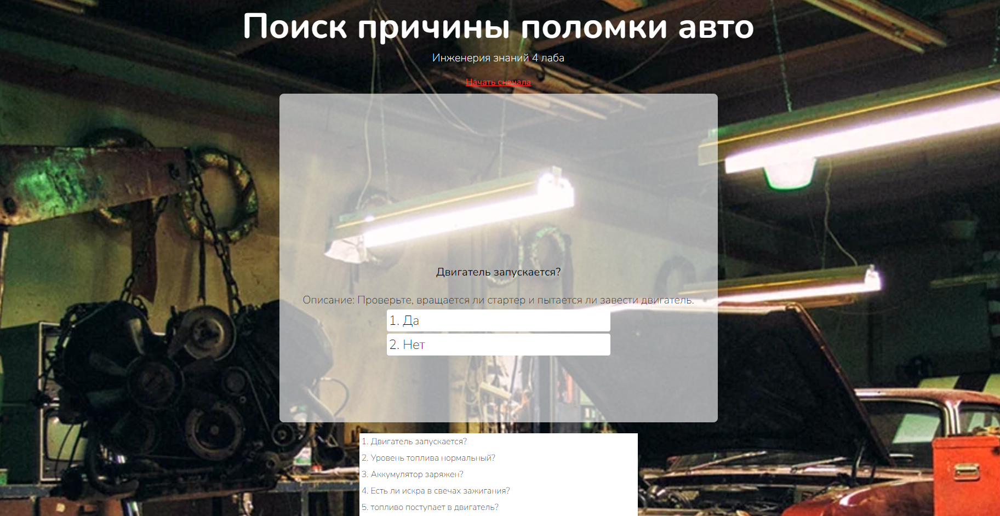 Поиск причины поломки авто
Инженерия знаний 4 лаба
Начать сначала
Двигатель запускается?
Описание: Проверьте, вращается ли стартер и пытается ли завести двигатель.
1. Да
2. Нет
1. Двигатель запускается?
2. Уровень топлива нормальный?
3. Аккумулятор заряжен?
4. Есть ли искра в свечах зажигания?
5. топливо поступает в двигатель?